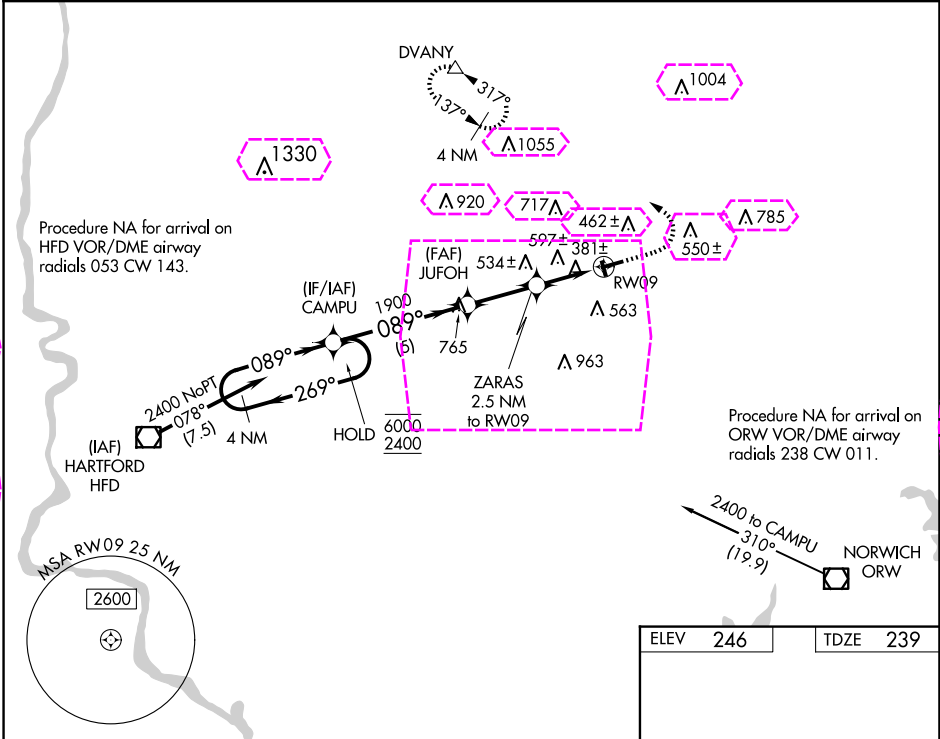 DVANY
317°
137°
4 NM
1004
1055
1330
920
717
462±
785
550±
Procedure NA for arrival on
HFD VOR/DME airway
radials 053 CW 143.
(FAF)
JUFOH
534±
597±
381±
RW09
563
(IF/IAF)
CAMPU
1900
089°
(5)
765
963
089°
269°
2400 NoPT
078°
(7.5)
4 NM
HOLD
6000
2400
ZARAS
2.5 NM
to RW09
(IAF)
HARTFORD
HFD
Procedure NA for arrival on
ORW VOR/DME airway
radials 238 CW 011.
2400 to CAMPU
310°
(19.9)
NORWICH
ORW
MSA RW09 25 NM
2600
ELEV 246
TDZE 239